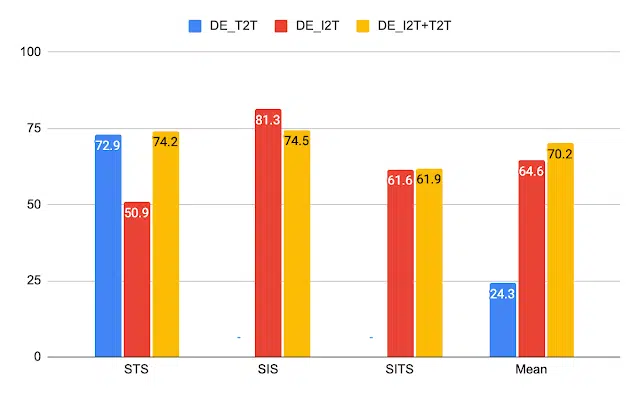 DE_T2T DE_I2T DE_I2T+T2T
100
75
50
25
0
72.9 50.9 74.2
- 81.3 74.5
- 61.6 61.9
24.3 64.6 70.2
STS SIS SITS Mean